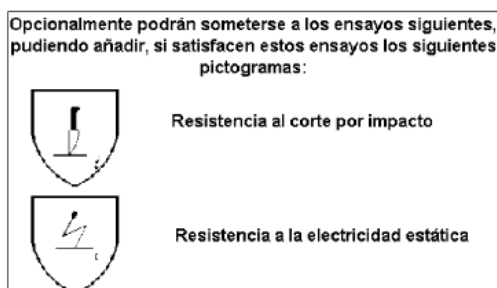 Opcionalmente podrán someterse a los ensayos siguientes,
pudiendo añadir, si satisfacen estos ensayos los siguientes
pictogramas:
Resistencia al corte por impacto
Resistencia a la electricidad estática